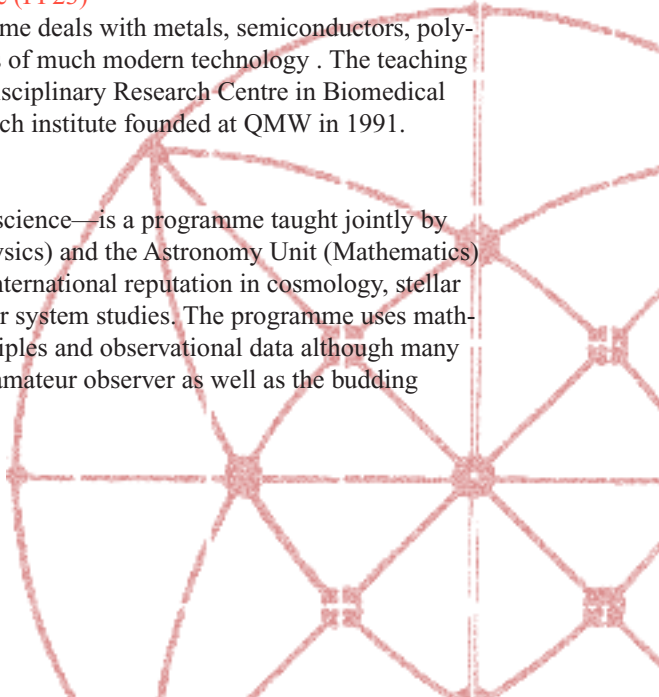 me deals with metals, semiconductors, poly-
of much modern technology . The teaching
sciplinary Research Centre in Biomedical
ch institute founded at QMW in 1991.
science—is a programme taught jointly by
ysics) and the Astronomy Unit (Mathematics)
nternational reputation in cosmology, stellar
r system studies. The programme uses math-
iples and observational data although many
amateur observer as well as the budding